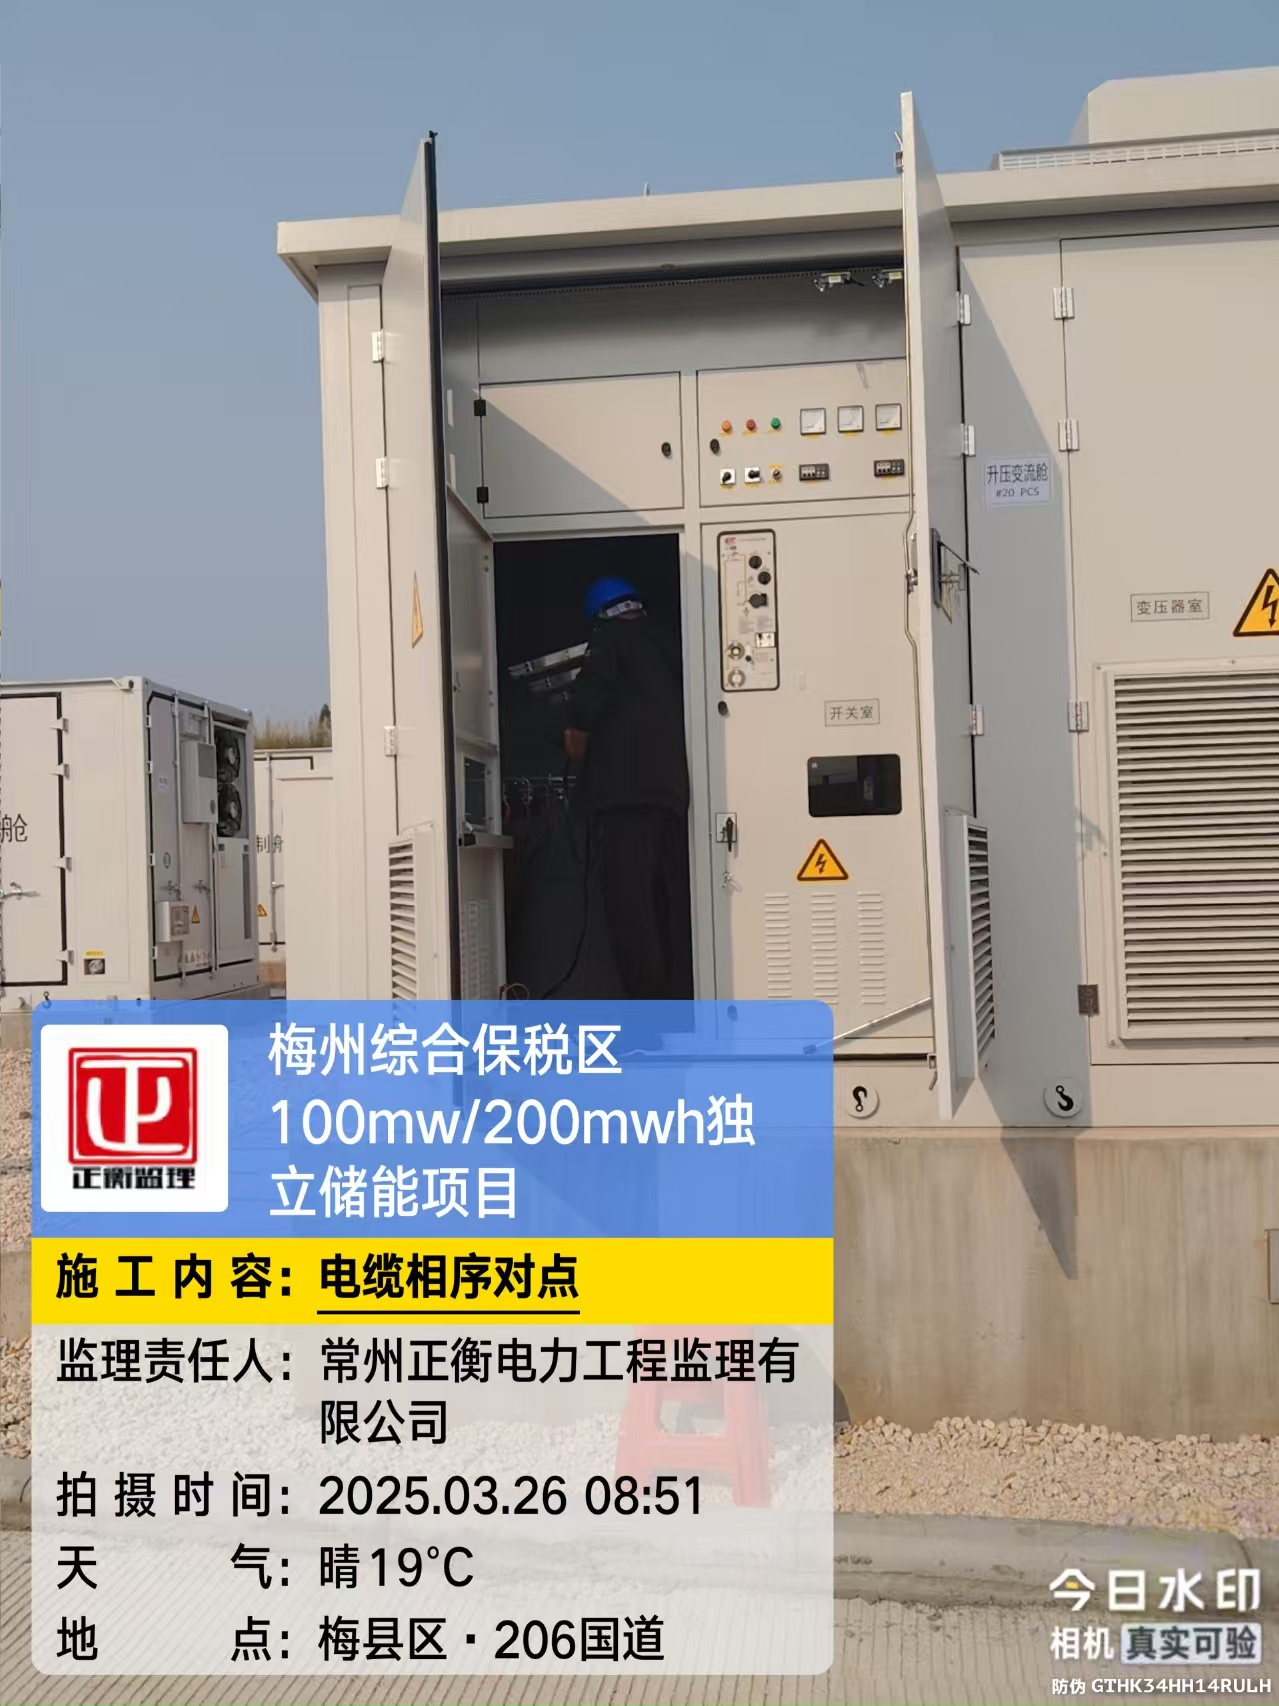 升压变流舱
#20 PCS
变压器室
开关室
舱
制舱
正衡监理
梅州综合保税区
100mw/200mwh独
立储能项目
施工内容：电缆相序对点
监理责任人：常州正衡电力工程监理有
限公司
拍摄时间：2025.03.26 08:51
天气：晴19°C
地点：梅县区·206国道
今日水印
相机 真实可验
防伪 GTHK34HH14RULH